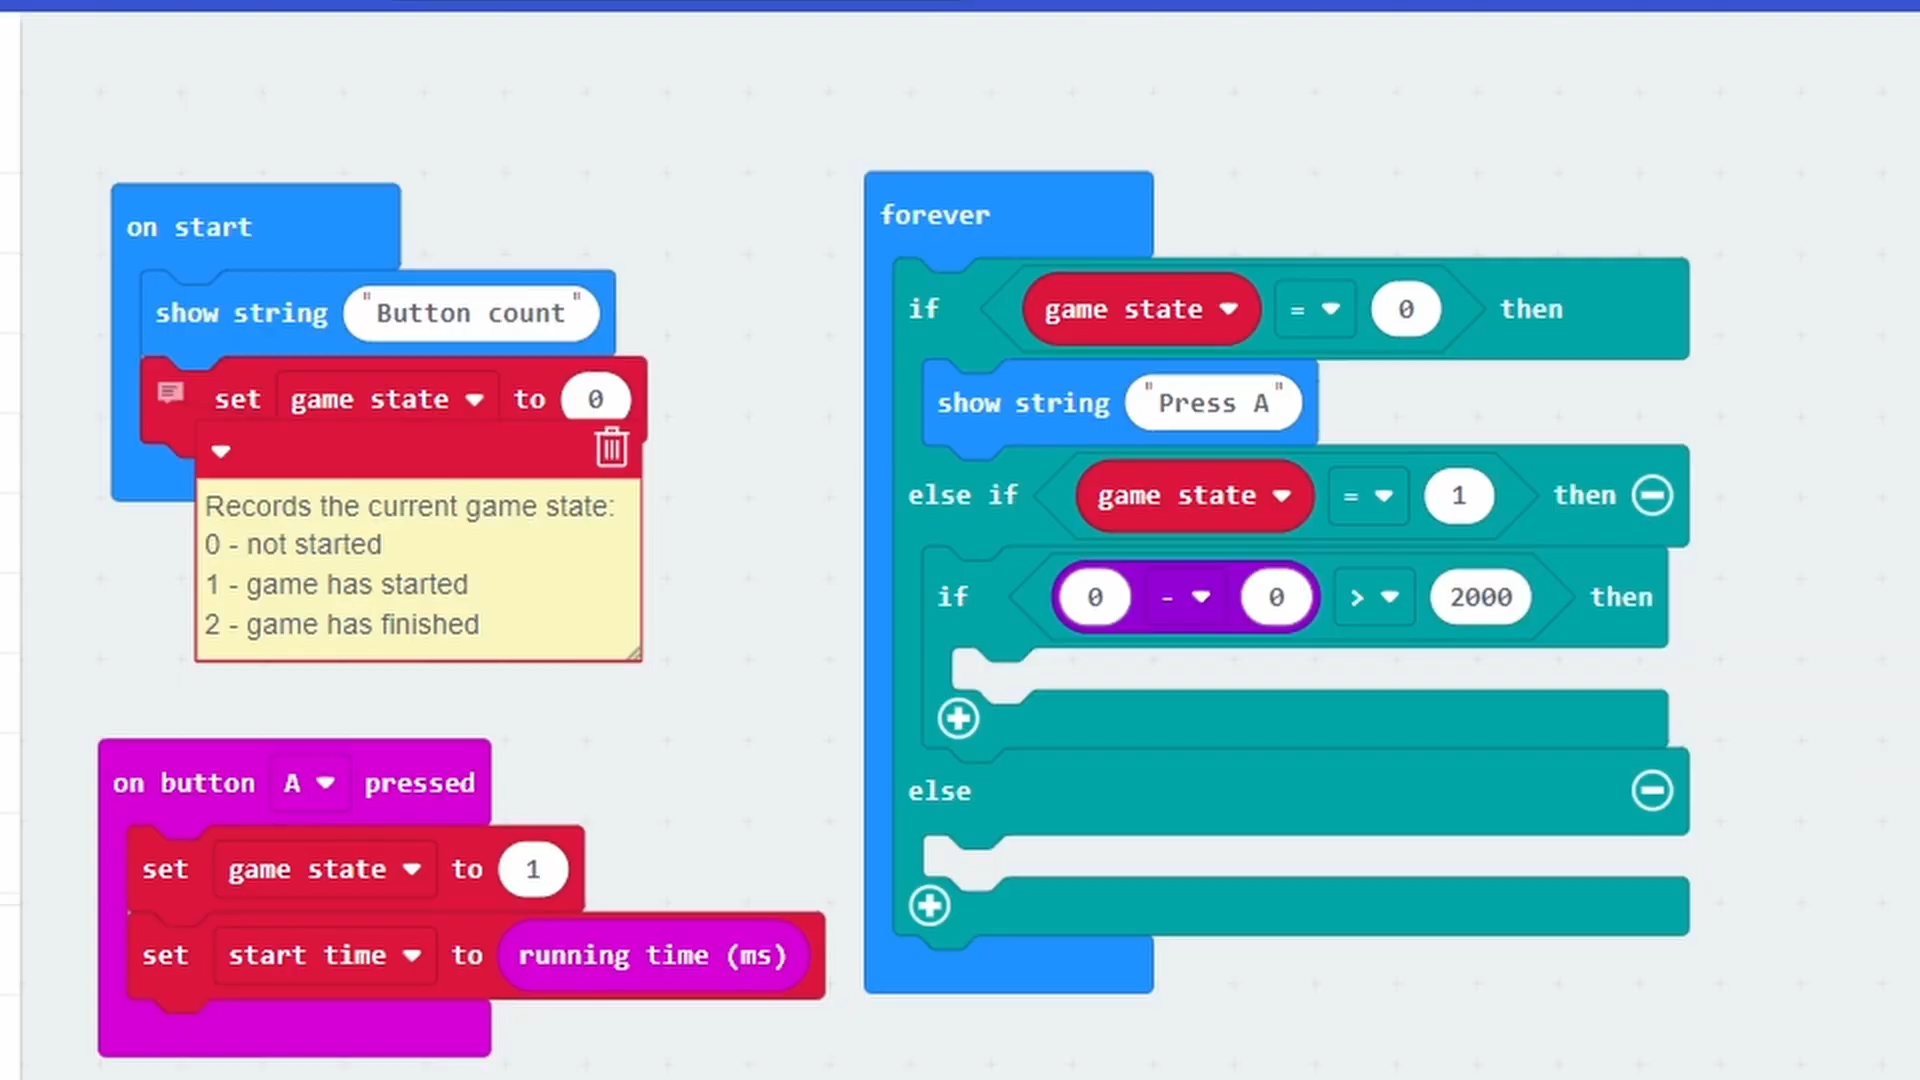 on start
show string "Button count"
set game state to 0
Records the current game state:
0 - not started
1 - game has started
2 - game has finished
on button A pressed
set game state to 1
set start time to running time (ms)
forever
if game state = 0 then
show string "Press A"
else if game state = 1 then
if 0 - 0 > 2000 then
else